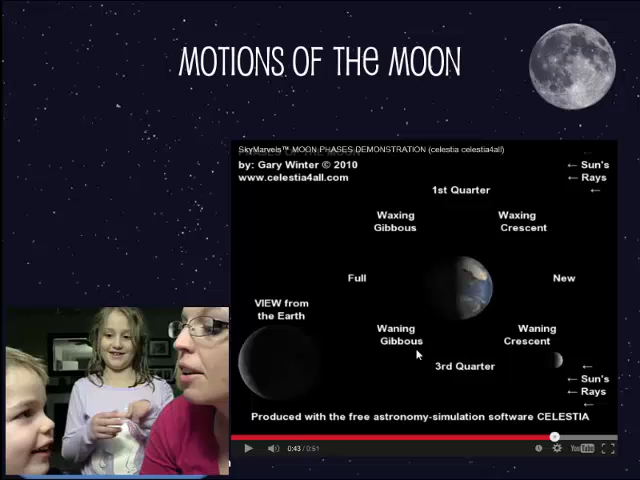 MOTIONS OF THE MOON
SkyMarvels™ MOON PHASES DEMONSTRATION (celestia celestia4all)
by: Gary Winter © 2010
www.celestia4all.com
← Sun's
← Rays
←
1st Quarter
Waxing
Gibbous
Waxing
Crescent
Full
New
VIEW from
the Earth
Waning
Gibbous
Waning
Crescent
3rd Quarter
←
← Sun's
← Rays
←
Produced with the free astronomy-simulation software CELESTIA
0:43 / 0:51
YouTube